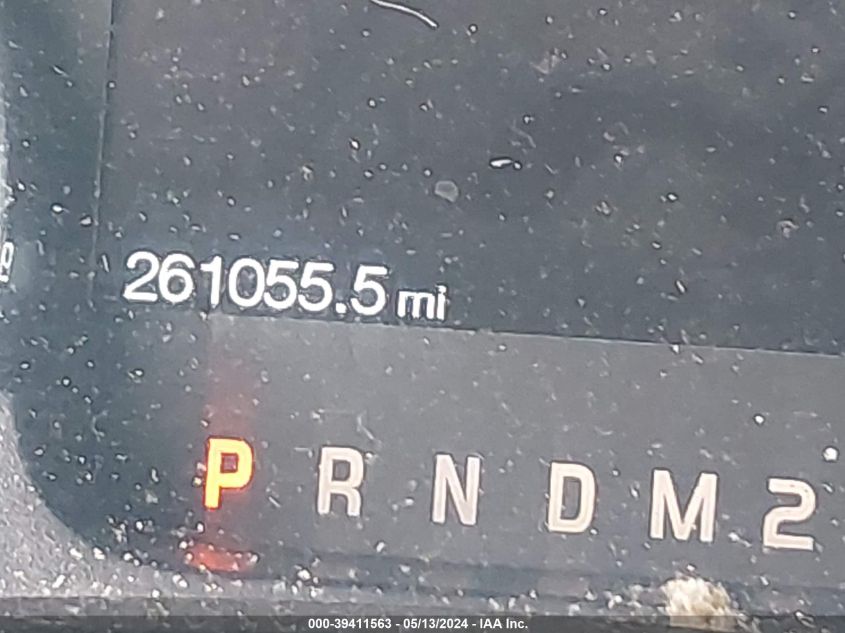 261055.5 mi
P R N D M 2
000-39411563 - 05/13/2024 - IAA Inc.